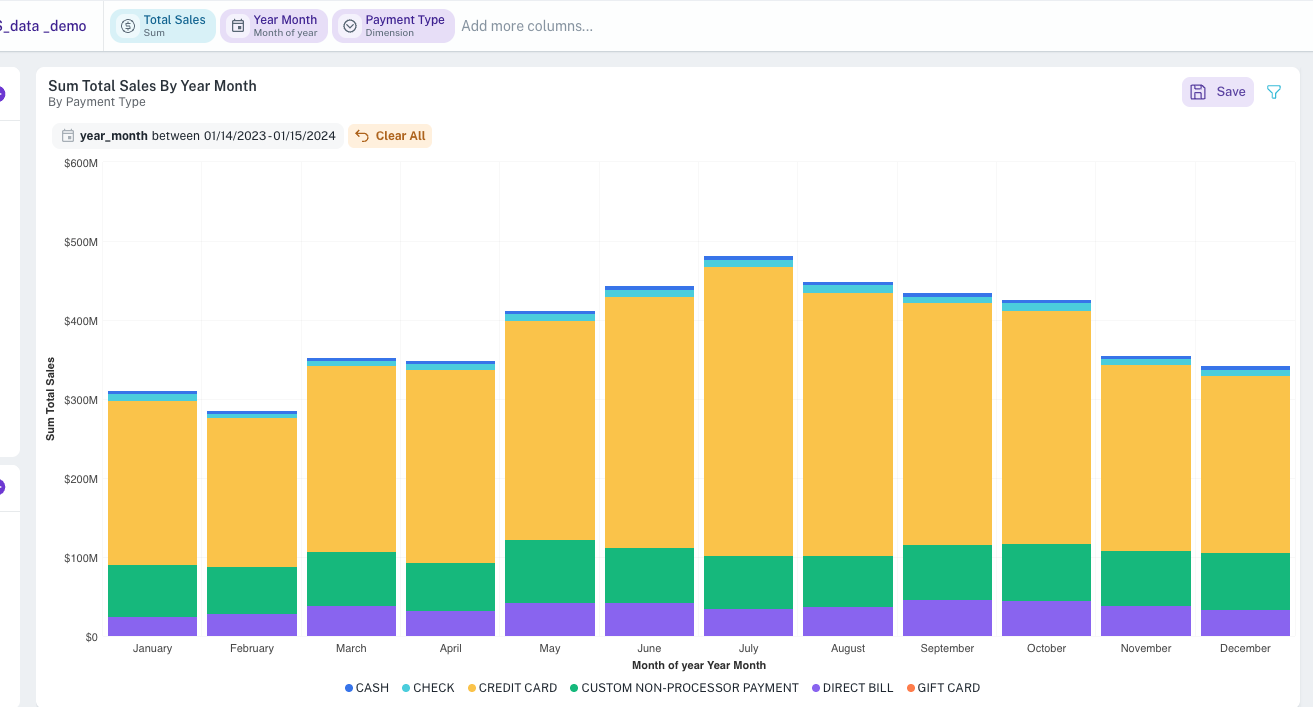 _data _demo
Total Sales
Sum
Year Month
Month of year
Payment Type
Dimension
Add more columns...
Sum Total Sales By Year Month
By Payment Type
Save
year_month between 01/14/2023-01/15/2024
Clear All
$600M
$500M
$400M
$300M
$200M
$100M
$0
Sum Total Sales
January February March April May June July August September October November December
Month of year Year Month
CASH CHECK CREDIT CARD CUSTOM NON-PROCESSOR PAYMENT DIRECT BILL GIFT CARD